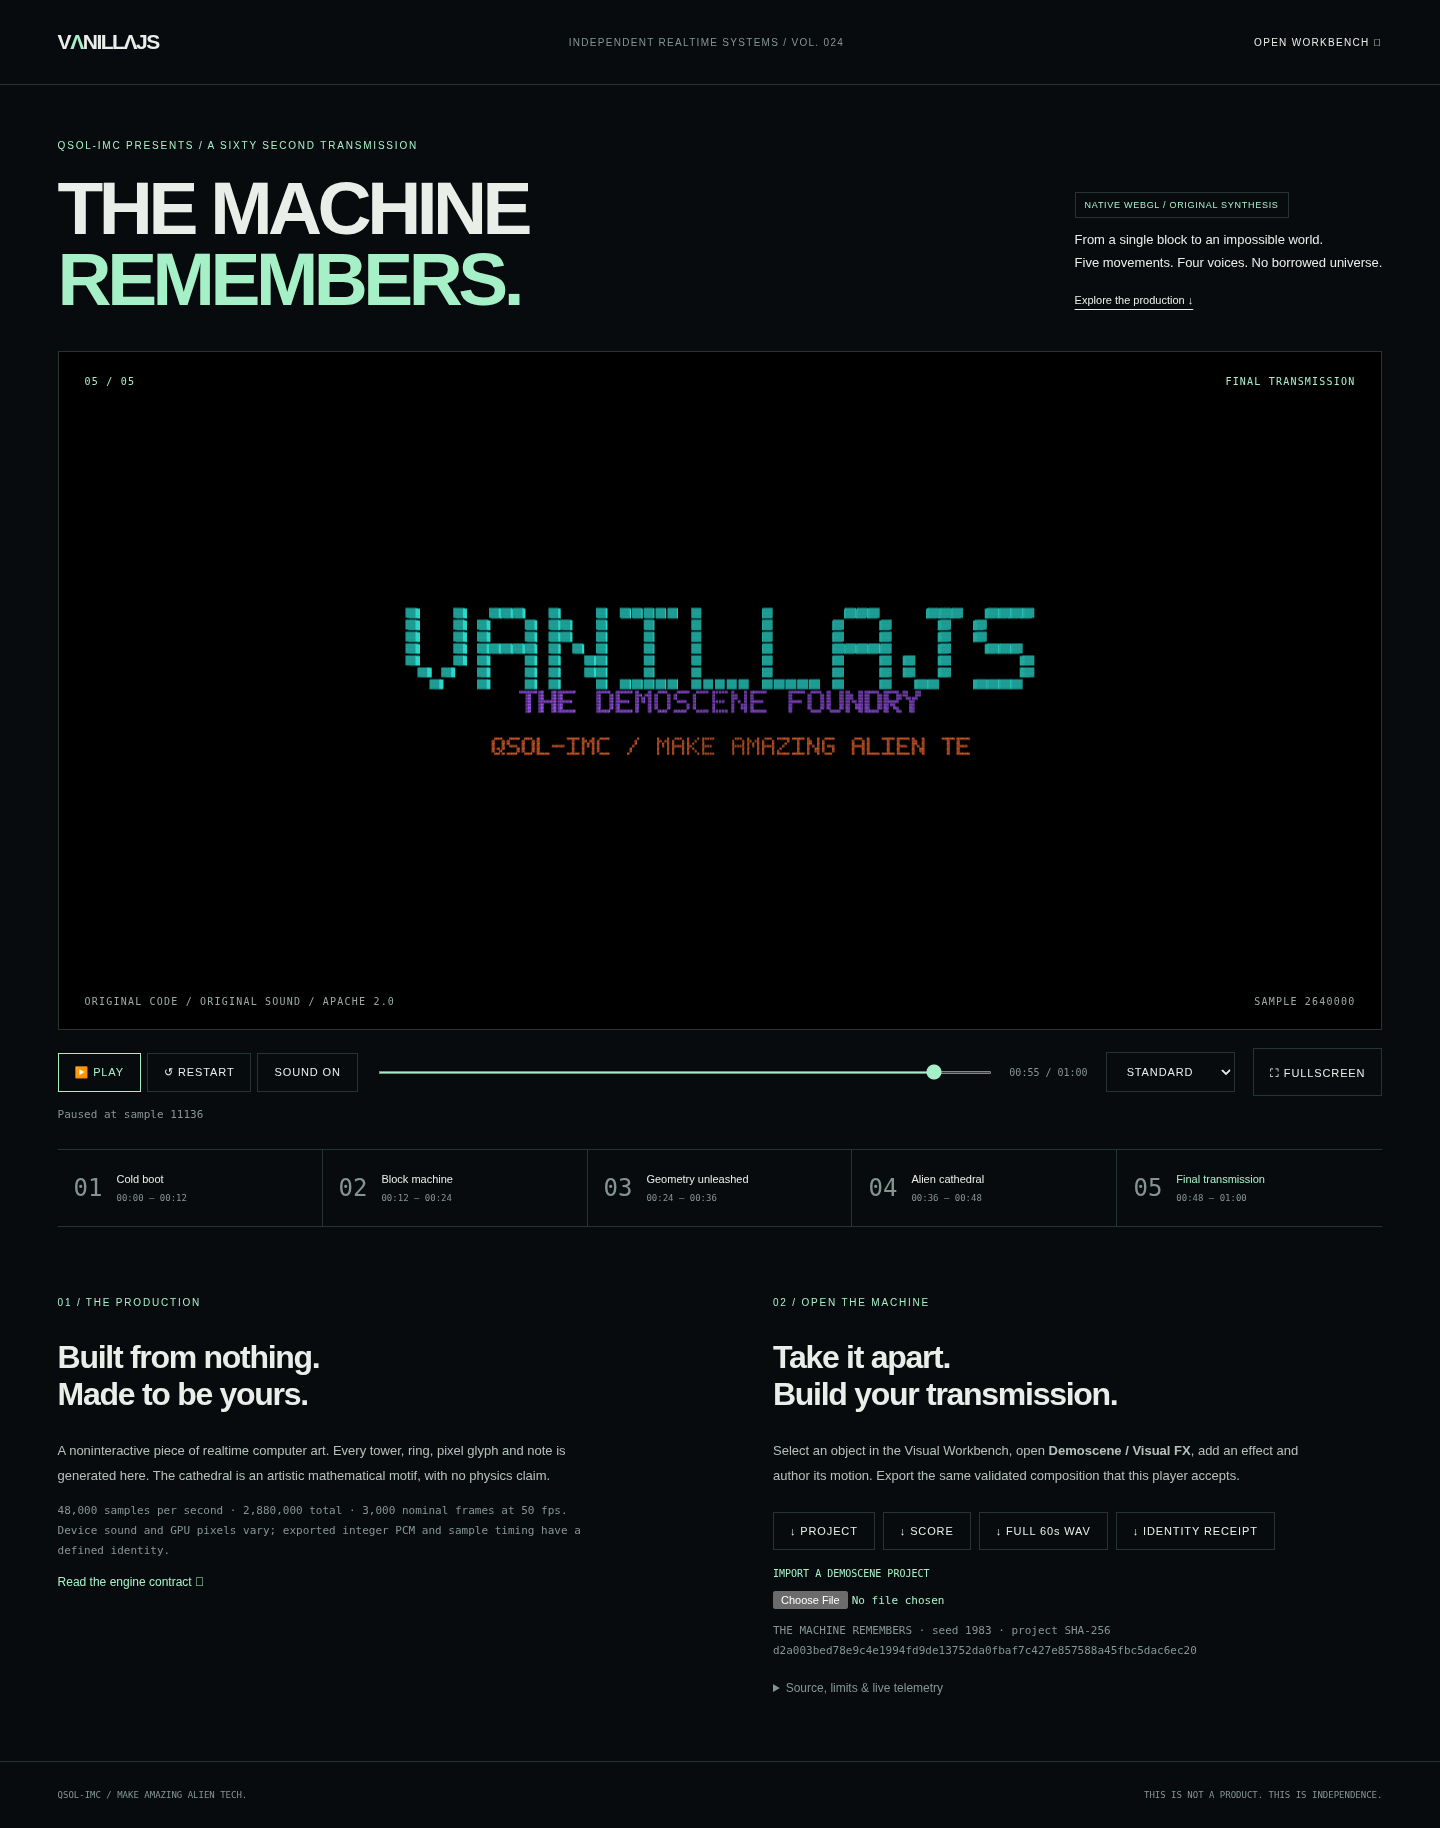 VΛNILLΛJS
INDEPENDENT REALTIME SYSTEMS / VOL. 024
OPEN WORKBENCH
QSOL-IMC PRESENTS / A SIXTY SECOND TRANSMISSION
THE MACHINE
REMEMBERS.
NATIVE WEBGL / ORIGINAL SYNTHESIS
From a single block to an impossible world.
Five movements. Four voices. No borrowed universe.
Explore the production ↓
05 / 05
FINAL TRANSMISSION
VANILLAJS
THE DEMOSCENE FOUNDRY
QSOL-IMC / MAKE AMAZING ALIEN TE
ORIGINAL CODE / ORIGINAL SOUND / APACHE 2.0
SAMPLE 2640000
▶ PLAY
↺ RESTART
SOUND ON
00:55 / 01:00
STANDARD
⛶ FULLSCREEN
Paused at sample 11136
01 Cold boot
00:00 — 00:12
02 Block machine
00:12 — 00:24
03 Geometry unleashed
00:24 — 00:36
04 Alien cathedral
00:36 — 00:48
05 Final transmission
00:48 — 01:00
01 / THE PRODUCTION
Built from nothing.
Made to be yours.
A noninteractive piece of realtime computer art. Every tower, ring, pixel glyph and note is
generated here. The cathedral is an artistic mathematical motif, with no physics claim.
48,000 samples per second · 2,880,000 total · 3,000 nominal frames at 50 fps.
Device sound and GPU pixels vary; exported integer PCM and sample timing have a
defined identity.
Read the engine contract
02 / OPEN THE MACHINE
Take it apart.
Build your transmission.
Select an object in the Visual Workbench, open Demoscene / Visual FX, add an effect and
author its motion. Export the same validated composition that this player accepts.
↓ PROJECT
↓ SCORE
↓ FULL 60s WAV
↓ IDENTITY RECEIPT
IMPORT A DEMOSCENE PROJECT
Choose File No file chosen
THE MACHINE REMEMBERS · seed 1983 · project SHA-256
d2a003bed78e9c4e1994fd9de13752da0fbaf7c427e857588a45fbc5dac6ec20
▶ Source, limits & live telemetry
QSOL-IMC / MAKE AMAZING ALIEN TECH.
THIS IS NOT A PRODUCT. THIS IS INDEPENDENCE.